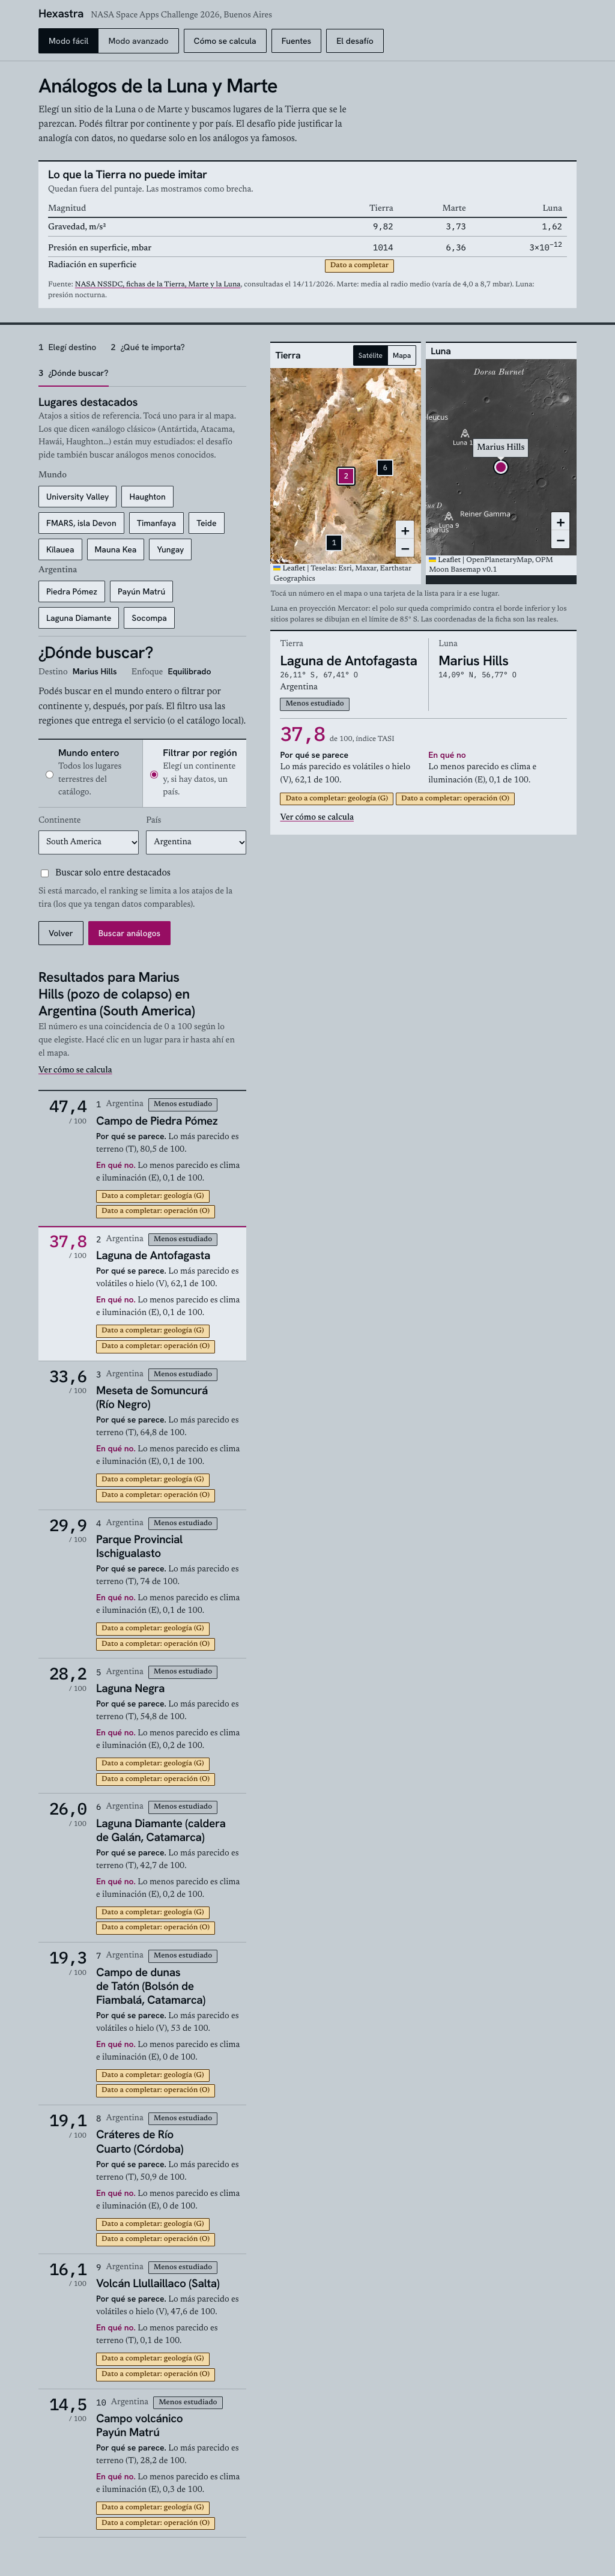 Hexastra NASA Space Apps Challenge 2026, Buenos Aires
Modo fácil Modo avanzado Cómo se calcula Fuentes El desafío
Análogos de la Luna y Marte
Elegí un sitio de la Luna o de Marte y buscamos lugares de la Tierra que se le
parezcan. Podés filtrar por continente y por país. El desafío pide justificar la
analogía con datos, no quedarse solo en los análogos ya famosos.
Lo que la Tierra no puede imitar
Quedan fuera del puntaje. Las mostramos como brecha.
Magnitud Tierra Marte Luna
Gravedad, m/s² 9,82 3,73 1,62
Presión en superficie, mbar 1014 6,36 3×10⁻¹²
Radiación en superficie Dato a completar
Fuente: NASA NSSDC, fichas de la Tierra, Marte y la Luna, consultadas el 14/11/2026. Marte: media al radio medio (varía de 4,0 a 8,7 mbar). Luna:
presión nocturna.
1 Elegí destino 2 ¿Qué te importa?
3 ¿Dónde buscar?
Lugares destacados
Atajos a sitios de referencia. Tocá uno para ir al mapa.
Los que dicen «análogo clásico» (Antártida, Atacama,
Hawái, Haughton...) están muy estudiados: el desafío
pide también buscar análogos menos conocidos.
Mundo
University Valley Haughton
FMARS, isla Devon Timanfaya Teide
Kilauea Mauna Kea Yungay
Argentina
Piedra Pómez Payún Matrú
Laguna Diamante Socompa
¿Dónde buscar?
Destino Marius Hills Enfoque Equilibrado
Podés buscar en el mundo entero o filtrar por
continente y, después, por país. El filtro usa las
regiones que entrega el servicio (o el catálogo local).
Mundo entero
Todos los lugares
terrestres del
catálogo.
Filtrar por región
Elegí un continente
y, si hay datos, un
país.
Continente País
South America Argentina
Buscar solo entre destacados
Si está marcado, el ranking se limita a los atajos de la
tira (los que ya tengan datos comparables).
Volver Buscar análogos
Tierra Satélite Mapa
2
6
1
+
−
Leaflet | Teselas: Esri, Maxar, Earthstar
Geographics
Luna
Dorsa Burnet
Luna 1
Marius Hills
Reiner Gamma
Luna 9
+
−
Leaflet | OpenPlanetaryMap, OPM
Moon Basemap v0.1
Tocá un número en el mapa o una tarjeta de la lista para ir a ese lugar.
Luna en proyección Mercator: el polo sur queda comprimido contra el borde inferior y los
sitios polares se dibujan en el límite de 85° S. Las coordenadas de la ficha son las reales.
Tierra
Laguna de Antofagasta
26,11° S, 67,41° O
Argentina
Menos estudiado
Luna
Marius Hills
14,09° N, 56,77° O
37,8 de 100, índice TASI
Por qué se parece
Lo más parecido es volátiles o hielo
(V), 62,1 de 100.
En qué no
Lo menos parecido es clima e
iluminación (E), 0,1 de 100.
Dato a completar: geología (G) Dato a completar: operación (O)
Ver cómo se calcula
Resultados para Marius
Hills (pozo de colapso) en
Argentina (South America)
El número es una coincidencia de 0 a 100 según lo
que elegiste. Hacé clic en un lugar para ir hasta ahí en
el mapa.
Ver cómo se calcula
47,4
/ 100
1 Argentina Menos estudiado
Campo de Piedra Pómez
Por qué se parece. Lo más parecido es
terreno (T), 80,5 de 100.
En qué no. Lo menos parecido es clima
e iluminación (E), 0,1 de 100.
Dato a completar: geología (G)
Dato a completar: operación (O)
37,8
/ 100
2 Argentina Menos estudiado
Laguna de Antofagasta
Por qué se parece. Lo más parecido es
volátiles o hielo (V), 62,1 de 100.
En qué no. Lo menos parecido es clima
e iluminación (E), 0,1 de 100.
Dato a completar: geología (G)
Dato a completar: operación (O)
33,6
/ 100
3 Argentina Menos estudiado
Meseta de Somuncurá
(Río Negro)
Por qué se parece. Lo más parecido es
terreno (T), 64,8 de 100.
En qué no. Lo menos parecido es clima
e iluminación (E), 0,1 de 100.
Dato a completar: geología (G)
Dato a completar: operación (O)
29,9
/ 100
4 Argentina Menos estudiado
Parque Provincial
Ischigualasto
Por qué se parece. Lo más parecido es
terreno (T), 74 de 100.
En qué no. Lo menos parecido es clima
e iluminación (E), 0,1 de 100.
Dato a completar: geología (G)
Dato a completar: operación (O)
28,2
/ 100
5 Argentina Menos estudiado
Laguna Negra
Por qué se parece. Lo más parecido es
terreno (T), 54,8 de 100.
En qué no. Lo menos parecido es clima
e iluminación (E), 0,2 de 100.
Dato a completar: geología (G)
Dato a completar: operación (O)
26,0
/ 100
6 Argentina Menos estudiado
Laguna Diamante (caldera
de Galán, Catamarca)
Por qué se parece. Lo más parecido es
terreno (T), 42,7 de 100.
En qué no. Lo menos parecido es clima
e iluminación (E), 0,2 de 100.
Dato a completar: geología (G)
Dato a completar: operación (O)
19,3
/ 100
7 Argentina Menos estudiado
Campo de dunas
de Tatón (Bolsón de
Fiambalá, Catamarca)
Por qué se parece. Lo más parecido es
volátiles o hielo (V), 53 de 100.
En qué no. Lo menos parecido es clima
e iluminación (E), 0 de 100.
Dato a completar: geología (G)
Dato a completar: operación (O)
19,1
/ 100
8 Argentina Menos estudiado
Cráteres de Río
Cuarto (Córdoba)
Por qué se parece. Lo más parecido es
terreno (T), 50,9 de 100.
En qué no. Lo menos parecido es clima
e iluminación (E), 0 de 100.
Dato a completar: geología (G)
Dato a completar: operación (O)
16,1
/ 100
9 Argentina Menos estudiado
Volcán Llullaillaco (Salta)
Por qué se parece. Lo más parecido es
volátiles o hielo (V), 47,6 de 100.
En qué no. Lo menos parecido es
terreno (T), 0,1 de 100.
Dato a completar: geología (G)
Dato a completar: operación (O)
14,5
/ 100
10 Argentina Menos estudiado
Campo volcánico
Payún Matrú
Por qué se parece. Lo más parecido es
terreno (T), 28,2 de 100.
En qué no. Lo menos parecido es clima
e iluminación (E), 0,3 de 100.
Dato a completar: geología (G)
Dato a completar: operación (O)